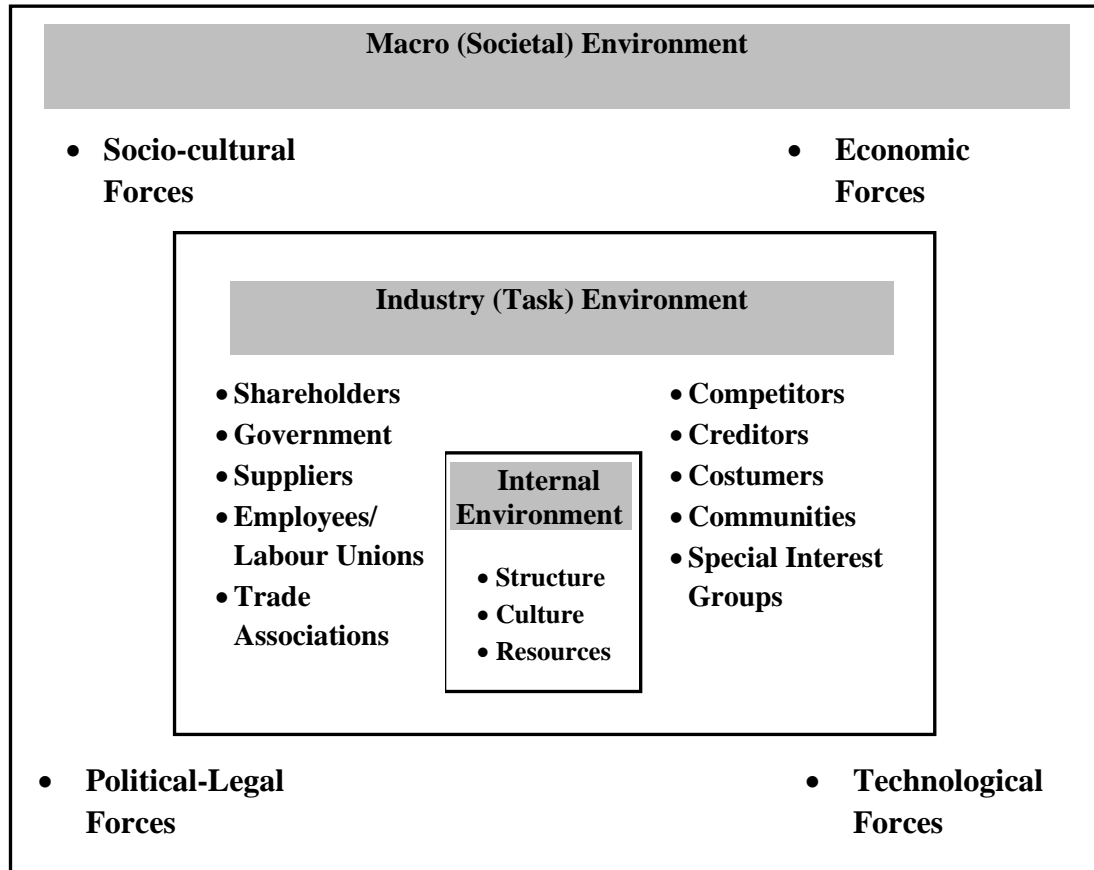 Macro (Societal) Environment
• Socio-cultural
Forces
• Economic
Forces
Industry (Task) Environment
• Shareholders
• Government
• Suppliers
• Employees/
Labour Unions
• Trade
Associations
Internal
Environment
• Structure
• Culture
• Resources
• Competitors
• Creditors
• Costumers
• Communities
• Special Interest
Groups
• Political-Legal
Forces
• Technological
Forces